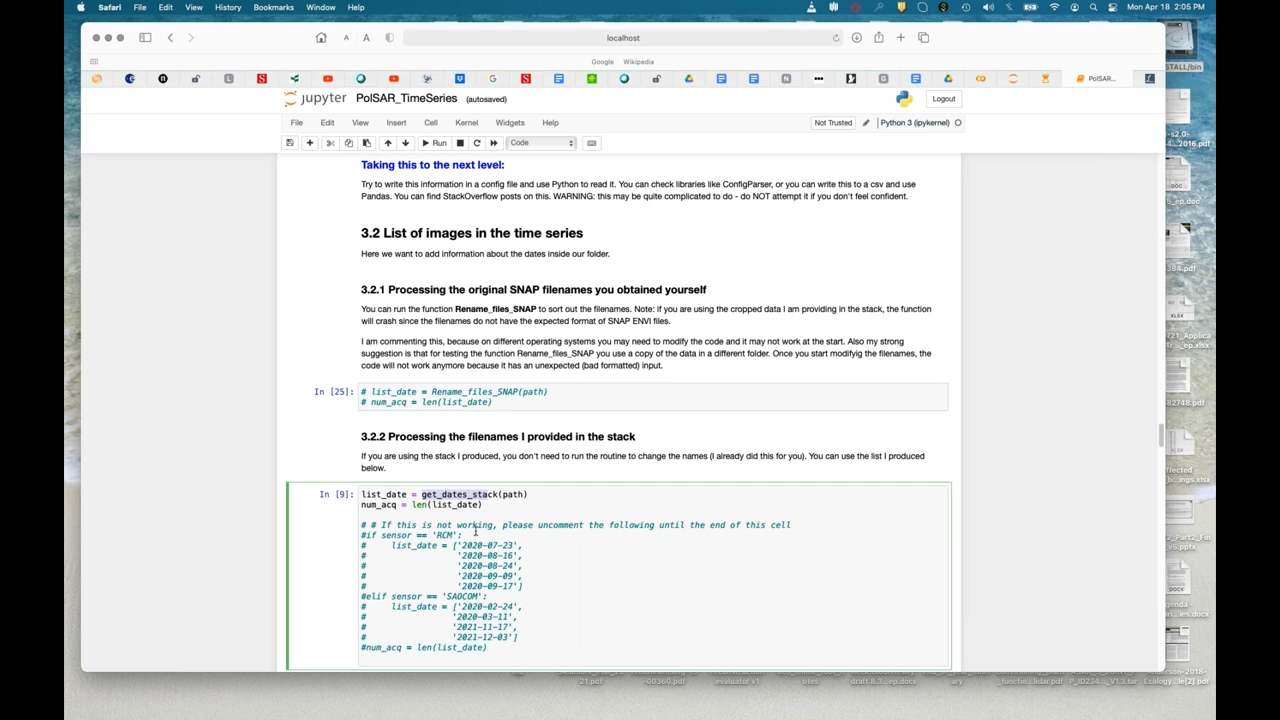 Safari File Edit View History Bookmarks Window Help
Mon Apr 18 2:05 PM
A A localhost
Google Wikipedia
PolSAR...
jupyter PolSAR_TimeSeries (autosaved)
Logout
File Edit View Insert Cell Kernel Widgets Help
Not Trusted Python 3 (ipykernel)
Run Code
Taking this to the next level:
Try to write this information in a config file and use Python to read it. You can check libraries like ConfigParser, or you can write this to a csv and use
Pandas. You can find StackOverflow posts on this. WARNING: this may be quite complicated to do - do NOT attempt it if you don't feel confident.
3.2 List of images in the time series
Here we want to add information about the dates inside our folder.
3.2.1 Processing the original SNAP filenames you obtained yourself
You can run the function Rename_files_SNAP to sort out the filenames. Note: if you are using the cropped data I am providing in the stack, the function
will crash since the filenames do not have the expected format of SNAP ENVI files.
I am commenting this, because on different operating systems you may need to modify the code and it may not work at the start. Also my strong
suggestion is that for testing the function Rename_files_SNAP you use a copy of the data in a different folder. Once you start modifyig the filenames, the
code will not work anymore because it has an unexpected (bad formatted) input.
In [25]: # list_date = Rename_files_SNAP(path)
# num_acq = len(list_date)
3.2.2 Processing the filenames I provided in the stack
If you are using the stack I produced, you don't need to run the routine to change the names (I already did this for you). You can use the list I produced
below.
In [9]: list_date = get_dates_stack(path)
num_acq = len(list_date)
# # If this is not working, please uncomment the following until the end of this cell
#if sensor == 'RCM':
# list_date = ['2020-07-23',
# '2020-08-16',
# '2020-08-24',
# '2020-09-09',
# '2020-09-17']
#elif sensor == 'SAOCOM':
# list_date = ['2020-02-24',
# '2020-03-11',
# '2021-11-17',
# '2021-12-03']
#num_acq = len(list_date)